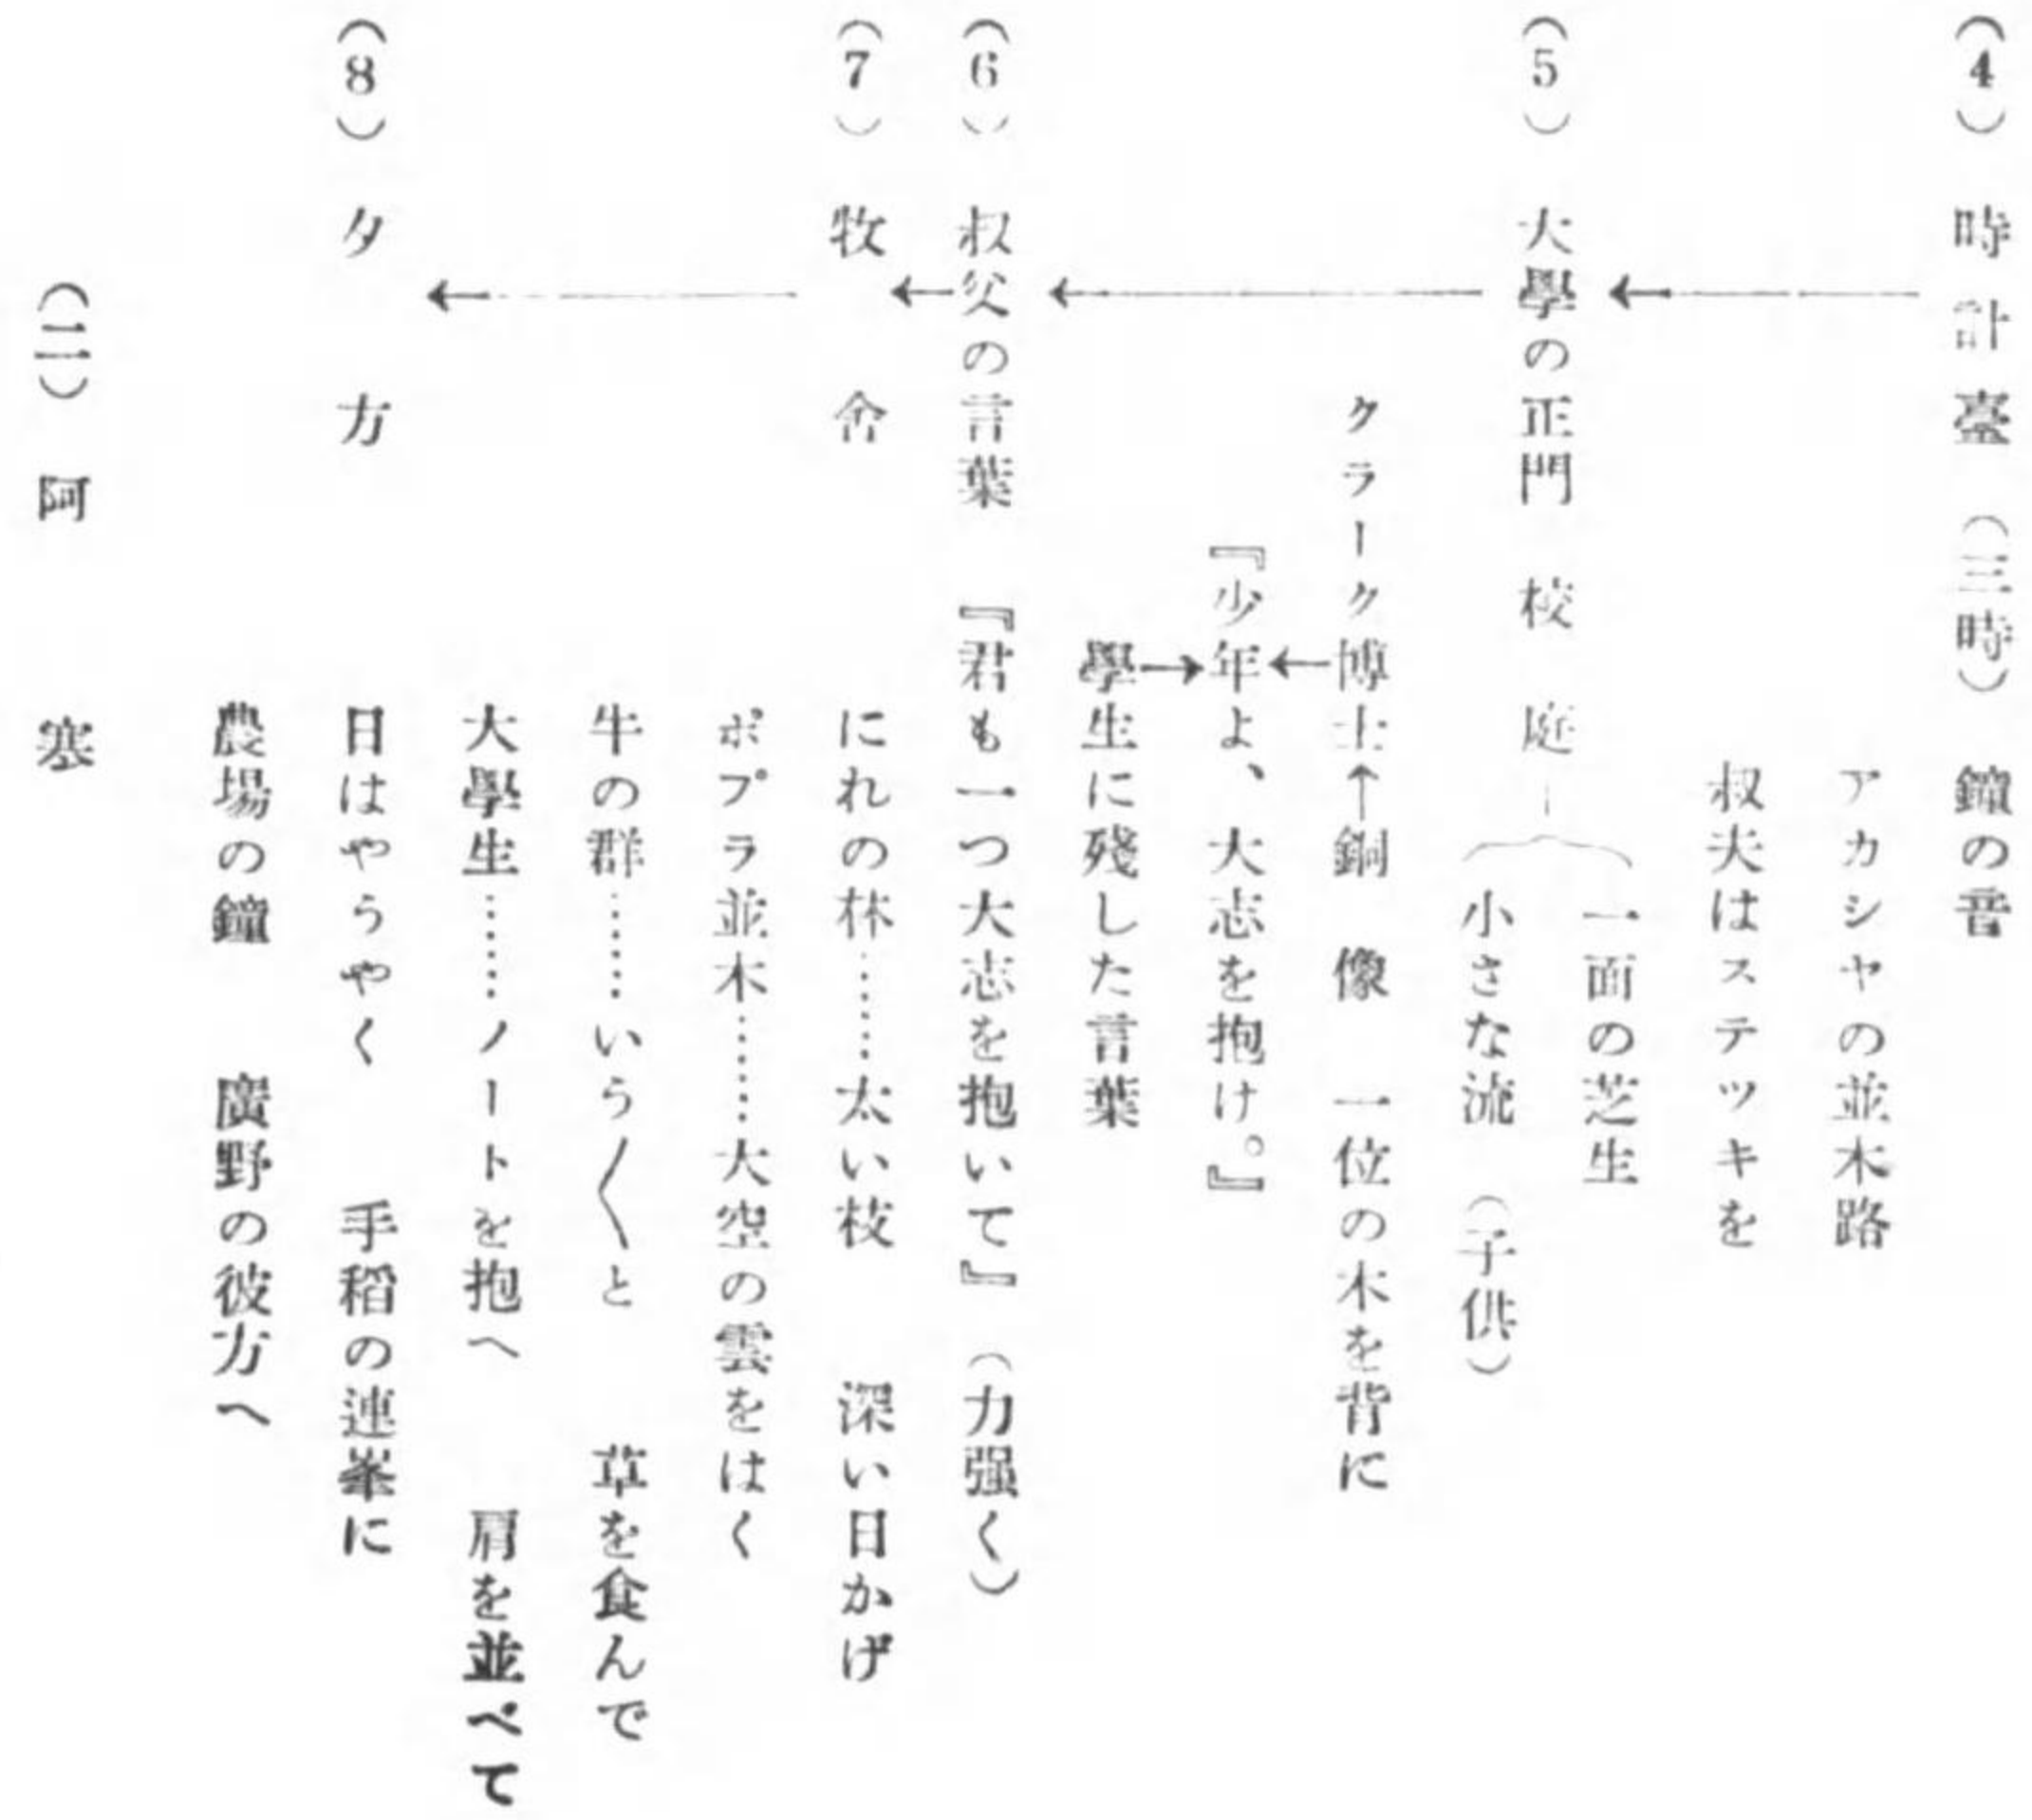 (4) 時計臺 (三時) 鐘の音
アカシヤの並木路
叔夫はステツキを
一面の芝生
(5) 大學の正門 校庭
小さな流 (子供)
クラーク博士↑銅像 一位の木を背に
『少年よ、大志を抱け。』
學生に殘した言葉
(6) 叔父の言葉 『君も一つ大志を抱いて』 (力强く)
(7) 牧舍 にれの林……太い枝 深い日かげ
ポプラ並木……大空の雲をはく
牛の群……いう〱と 草を食んで
大學生……ノートを抱へ 肩を並べて
(8) 夕方 日はやうやく 手稲の連峯に
農場の鐘 廣野の彼方へ
(二) 阿寒